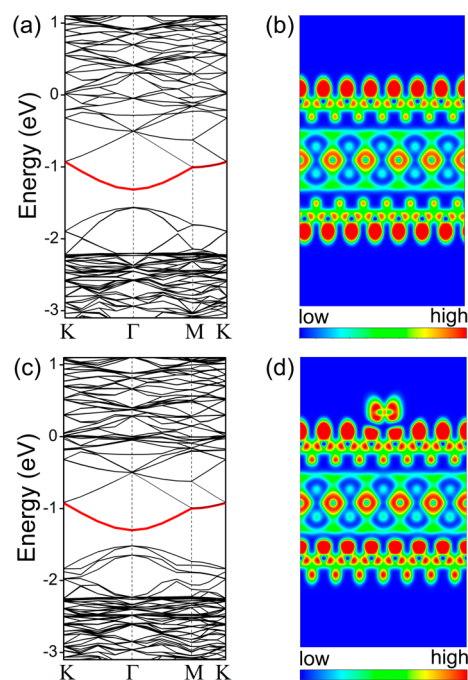 (a)
(b)
Energy (eV)
1
0
-1
-2
-3
K Γ M K
low high
(c)
(d)
Energy (eV)
1
0
-1
-2
-3
K Γ M K
low high